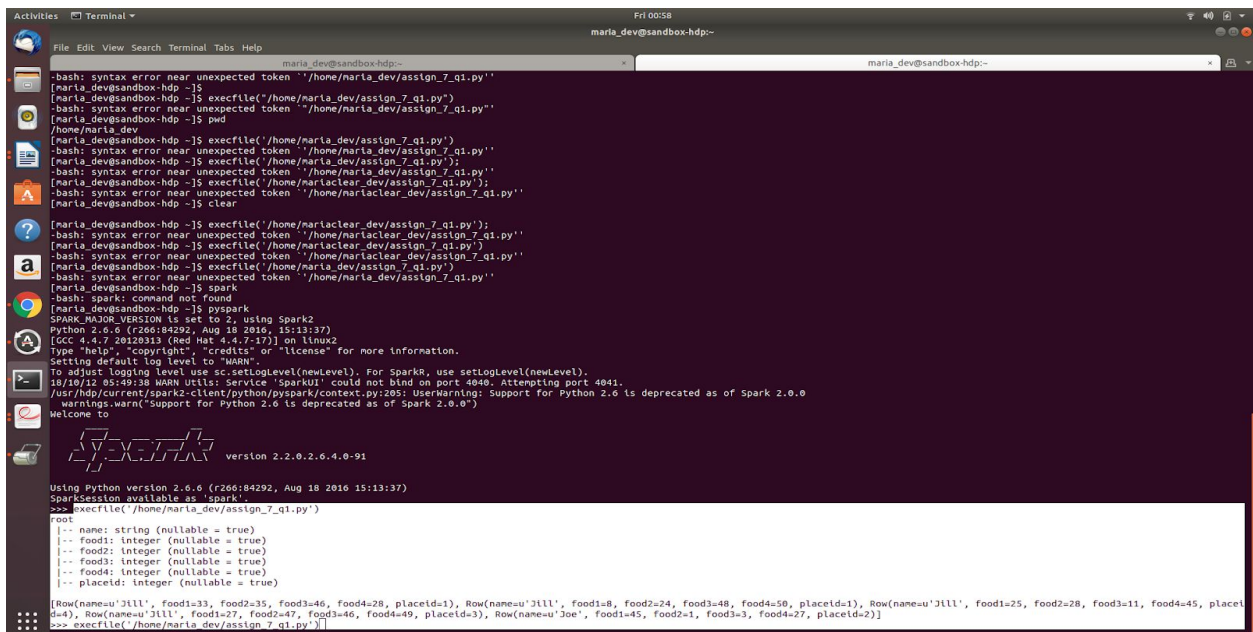 Activities Terminal Fri 00:58
maria_dev@sandbox-hdp:~
File Edit View Search Terminal Tabs Help
maria_dev@sandbox-hdp:~ × maria_dev@sandbox-hdp:~ ×
-bash: syntax error near unexpected token `'/home/maria_dev/assign_7_q1.py''
[maria_dev@sandbox-hdp ~]$
[maria_dev@sandbox-hdp ~]$ execfile("/home/maria_dev/assign_7_q1.py")
-bash: syntax error near unexpected token `"/home/maria_dev/assign_7_q1.py"'
[maria_dev@sandbox-hdp ~]$ pwd
/home/maria_dev
[maria_dev@sandbox-hdp ~]$ execfile('/home/maria_dev/assign_7_q1.py')
-bash: syntax error near unexpected token `'/home/maria_dev/assign_7_q1.py''
[maria_dev@sandbox-hdp ~]$ execfile('/home/maria_dev/assign_7_q1.py');
-bash: syntax error near unexpected token `'/home/maria_dev/assign_7_q1.py''
[maria_dev@sandbox-hdp ~]$ execfile('/home/mariaclear_dev/assign_7_q1.py');
-bash: syntax error near unexpected token `'/home/mariaclear_dev/assign_7_q1.py''
[maria_dev@sandbox-hdp ~]$ clear
[maria_dev@sandbox-hdp ~]$ execfile('/home/mariaclear_dev/assign_7_q1.py');
-bash: syntax error near unexpected token `'/home/mariaclear_dev/assign_7_q1.py''
[maria_dev@sandbox-hdp ~]$ execfile('/home/mariaclear_dev/assign_7_q1.py')
-bash: syntax error near unexpected token `'/home/mariaclear_dev/assign_7_q1.py''
[maria_dev@sandbox-hdp ~]$ execfile('/home/maria_dev/assign_7_q1.py')
-bash: syntax error near unexpected token `'/home/maria_dev/assign_7_q1.py''
[maria_dev@sandbox-hdp ~]$ spark
-bash: spark: command not found
[maria_dev@sandbox-hdp ~]$ pyspark
SPARK_MAJOR_VERSION is set to 2, using Spark2
Python 2.6.6 (r266:84292, Aug 18 2016, 15:13:37)
[GCC 4.4.7 20120313 (Red Hat 4.4.7-17)] on linux2
Type "help", "copyright", "credits" or "license" for more information.
Setting default log level to "WARN".
To adjust logging level use sc.setLogLevel(newLevel). For SparkR, use setLogLevel(newLevel).
18/10/12 05:49:38 WARN Utils: Service 'SparkUI' could not bind on port 4040. Attempting port 4041.
/usr/hdp/current/spark2-client/python/pyspark/context.py:205: UserWarning: Support for Python 2.6 is deprecated as of Spark 2.0.0
warnings.warn("Support for Python 2.6 is deprecated as of Spark 2.0.0")
Welcome to
Spark version 2.2.0.2.6.4.0-91
Using Python version 2.6.6 (r266:84292, Aug 18 2016 15:13:37)
SparkSession available as 'spark'.
>>> execfile('/home/maria_dev/assign_7_q1.py')
root
|-- name: string (nullable = true)
|-- food1: integer (nullable = true)
|-- food2: integer (nullable = true)
|-- food3: integer (nullable = true)
|-- food4: integer (nullable = true)
|-- placeid: integer (nullable = true)
[Row(name=u'Jill', food1=33, food2=35, food3=46, food4=28, placeid=1), Row(name=u'Jill', food1=8, food2=24, food3=48, food4=50, placeid=1), Row(name=u'Jill', food1=25, food2=28, food3=11, food4=45, placei
d=4), Row(name=u'Jill', food1=27, food2=47, food3=46, food4=49, placeid=3), Row(name=u'Joe', food1=45, food2=1, food3=3, food4=27, placeid=2)]
>>> execfile('/home/maria_dev/assign_7_q1.py')